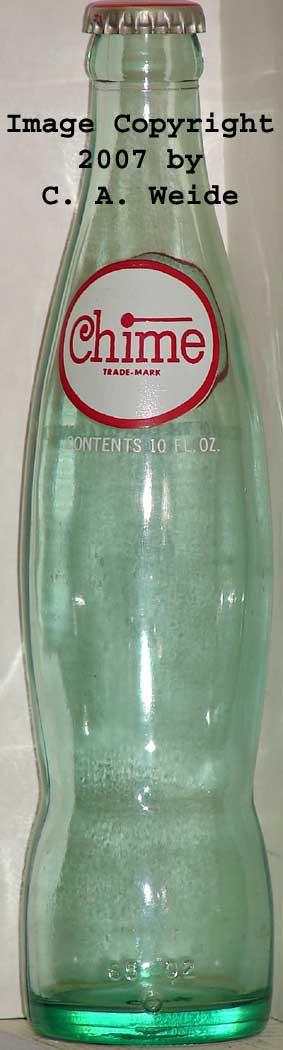 Image Copyright
2007 by
C. A. Weide
Chime
TRADE-MARK
CONTENTS 10 FL. OZ.